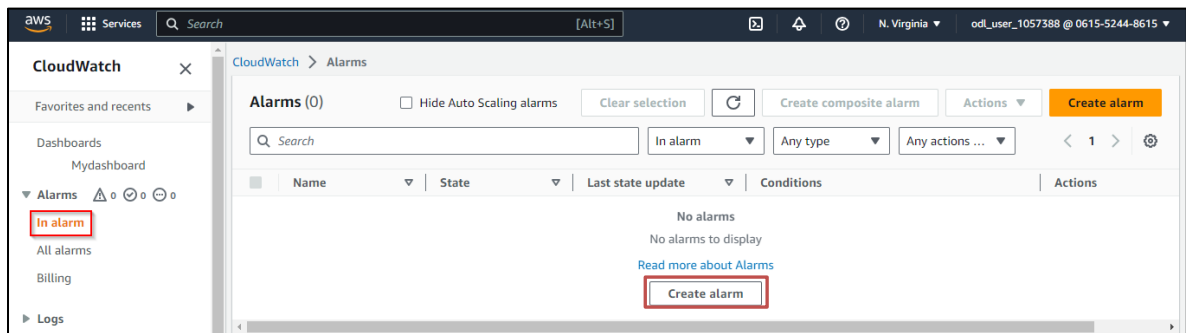 aws Services Search [Alt+S] N. Virginia ▼ odl_user_1057388 @ 0615-5244-8615 ▼
CloudWatch
Favorites and recents
Dashboards
Mydashboard
Alarms 0 0 0
In alarm
All alarms
Billing
Logs
CloudWatch > Alarms
Alarms (0) Hide Auto Scaling alarms Clear selection Create composite alarm Actions ▼ Create alarm
Search In alarm ▼ Any type ▼ Any actions ... ▼ < 1 >
Name State Last state update Conditions Actions
No alarms
No alarms to display
Read more about Alarms
Create alarm